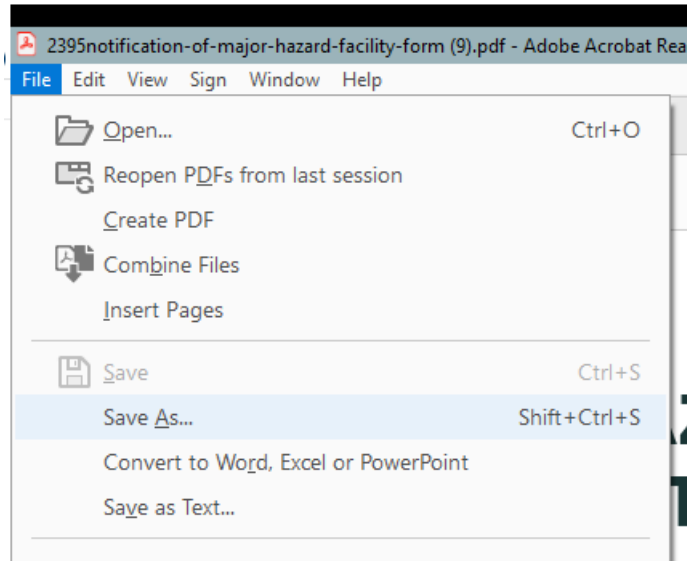 2395notification-of-major-hazard-facility-form (9).pdf - Adobe Acrobat Rea
File Edit View Sign Window Help
Open... Ctrl+O
Reopen PDFs from last session
Create PDF
Combine Files
Insert Pages
Save Ctrl+S
Save As... Shift+Ctrl+S
Convert to Word, Excel or PowerPoint
Save as Text...